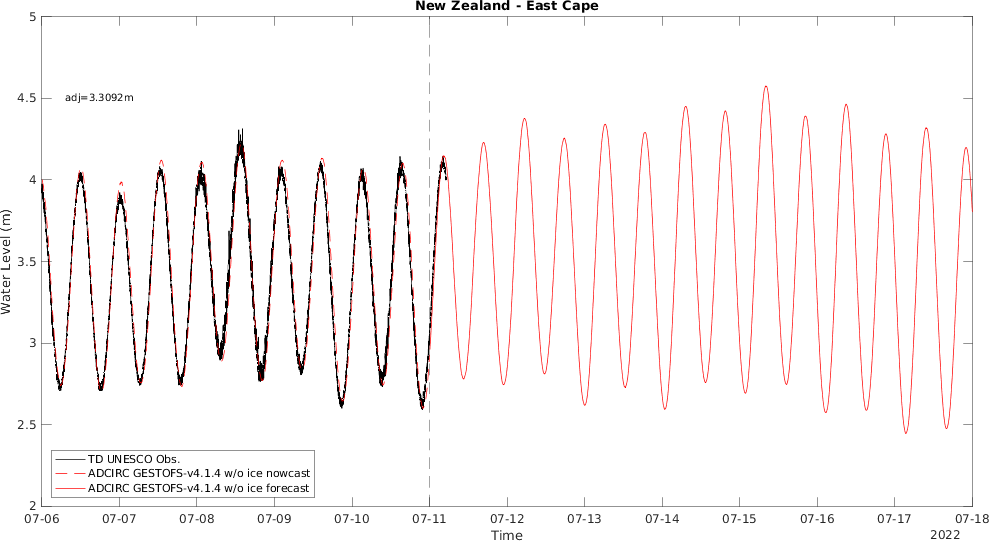 New Zealand - East Cape
5
4.5
4
3.5
3
2.5
2
Water Level (m)
adj=3.3092m
TD UNESCO Obs.
ADCIRC GESTOFS-v4.1.4 w/o ice nowcast
ADCIRC GESTOFS-v4.1.4 w/o ice forecast
07-06 07-07 07-08 07-09 07-10 07-11 07-12 07-13 07-14 07-15 07-16 07-17 07-18
Time
2022